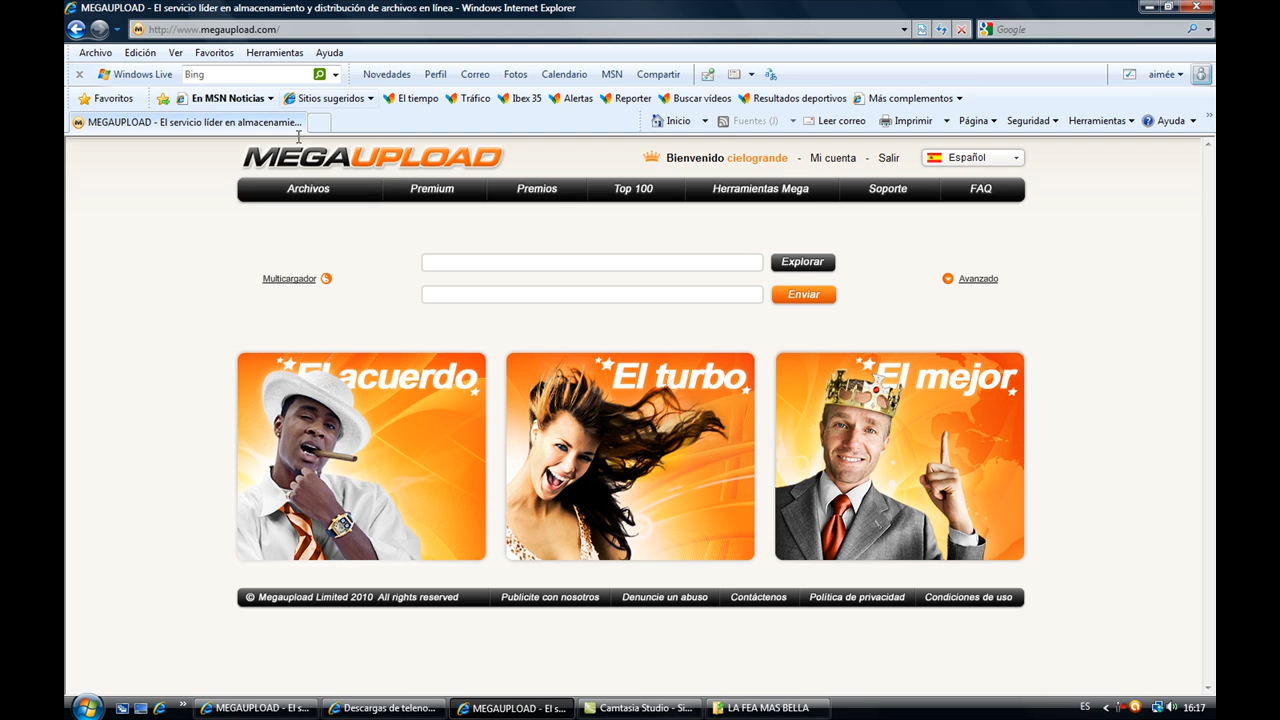 MEGAUPLOAD - El servicio líder en almacenamiento y distribución de archivos en línea - Windows Internet Explorer
http://www.megaupload.com/
Google
Archivo Edición Ver Favoritos Herramientas Ayuda
Windows Live Bing Novedades Perfil Correo Fotos Calendario MSN Compartir aimée
Favoritos En MSN Noticias Sitios sugeridos El tiempo Tráfico Ibex 35 Alertas Reporter Buscar vídeos Resultados deportivos Más complementos
MEGAUPLOAD - El servicio líder en almacenamie... Inicio Fuentes (J) Leer correo Imprimir Página Seguridad Herramientas Ayuda
MEGAUPLOAD Bienvenido cielogrande - Mi cuenta - Salir Español
Archivos Premium Premios Top 100 Herramientas Mega Soporte FAQ
Explorar
Multicargador Avanzado
Enviar
El acuerdo El turbo El mejor
© Megaupload Limited 2010 All rights reserved Publicite con nosotros Denuncie un abuso Contáctenos Política de privacidad Condiciones de uso
MEGAUPLOAD - El s... Descargas de teleno... MEGAUPLOAD - El s... Camtasia Studio - Si... LA FEA MAS BELLA ES 16:17